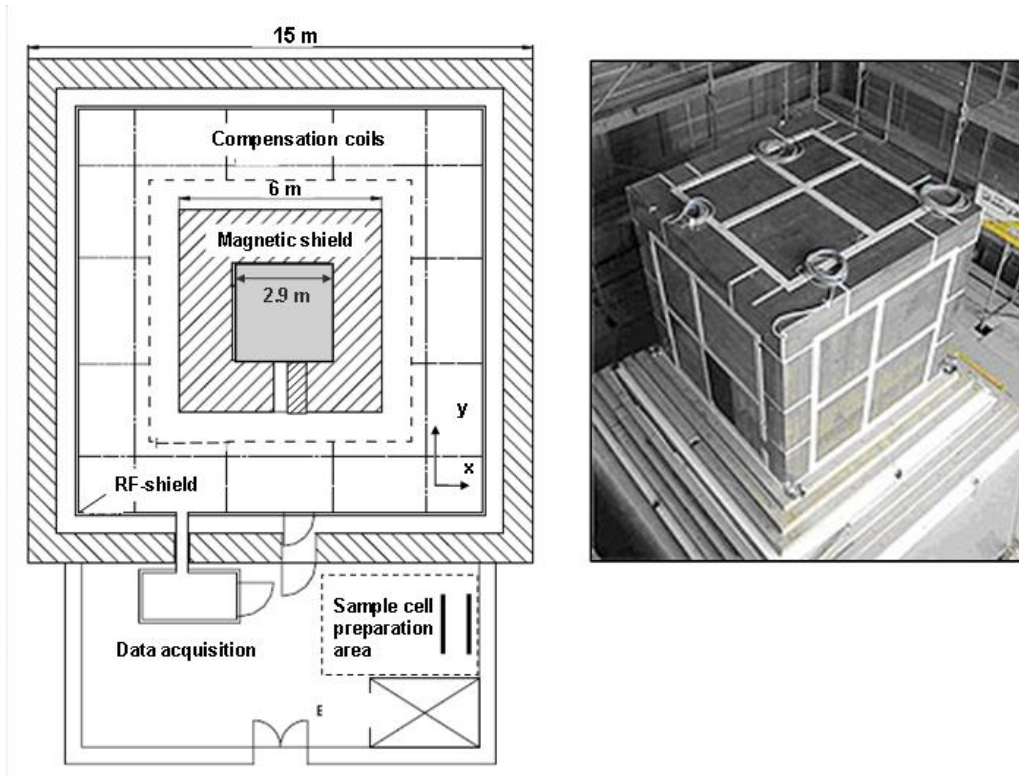 15 m
Compensation coils
6 m
Magnetic shield
2.9 m
y
x
RF-shield
Sample cell
preparation
area
Data acquisition
E